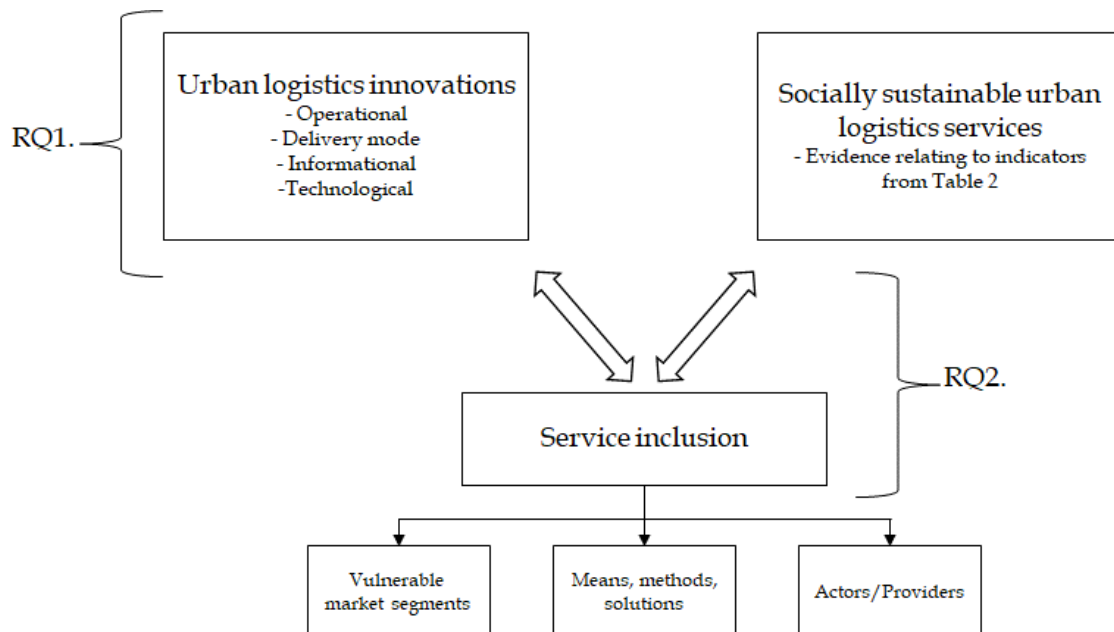 RQ1.
Urban logistics innovations
- Operational
- Delivery mode
- Informational
-Technological
Socially sustainable urban
logistics services
- Evidence relating to indicators
from Table 2
RQ2.
Service inclusion
Vulnerable
market segments
Means, methods,
solutions
Actors/Providers